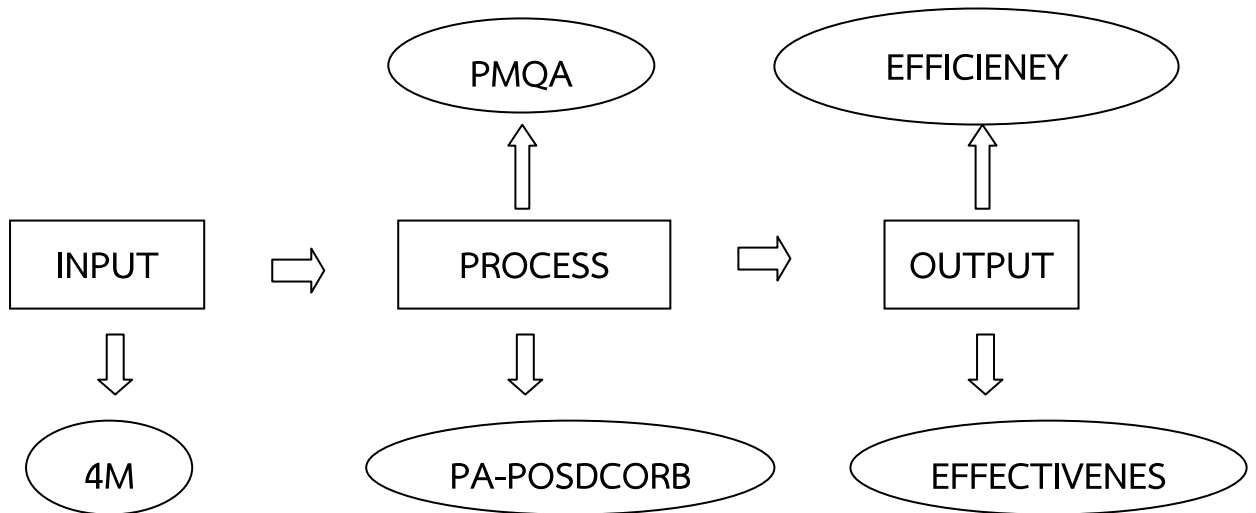 PMQA
EFFICIENEY
INPUT
PROCESS
OUTPUT
4M
PA-POSDCORB
EFFECTIVENES